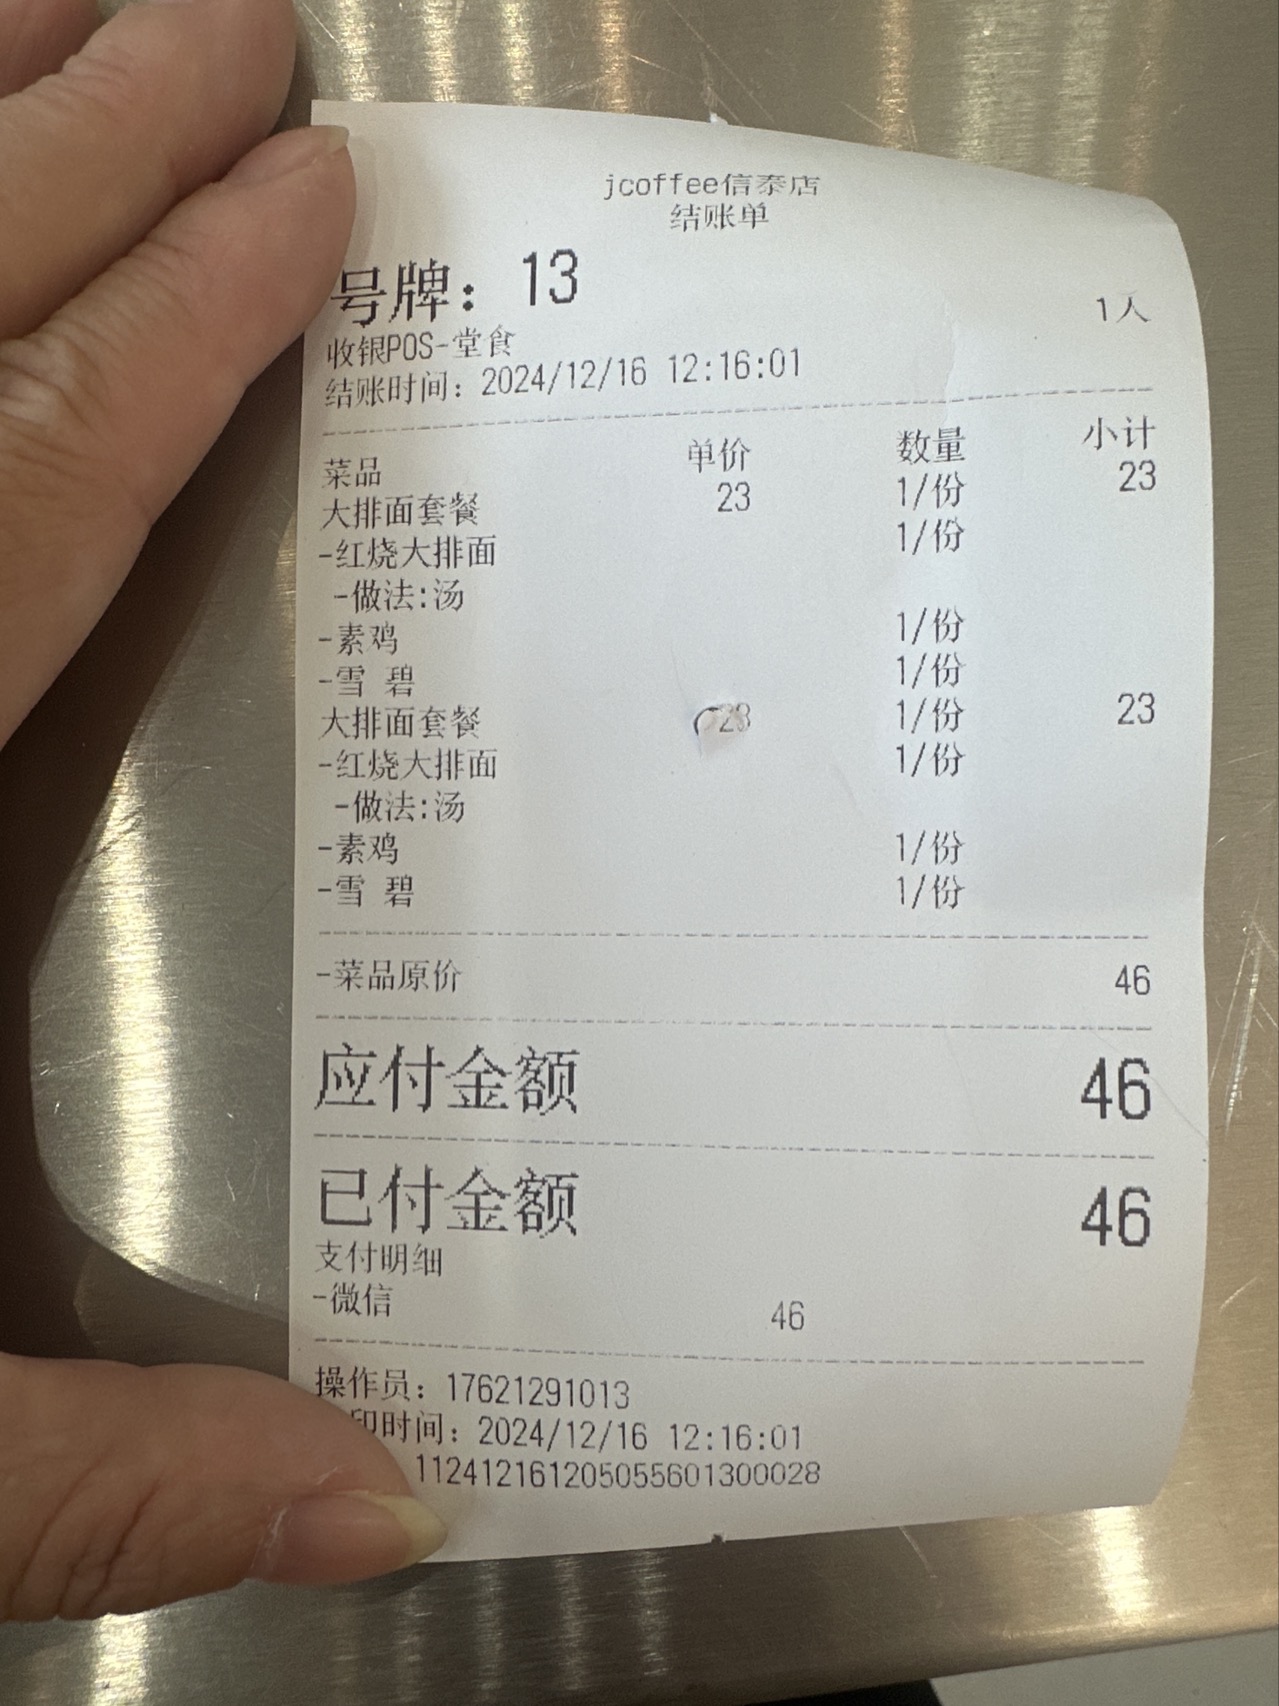 jcoffee信泰店
结账单
号牌：13 1人
收银POS-堂食
结账时间：2024/12/16 12:16:01
菜品 单价 数量 小计
大排面套餐 23 1/份 23
-红烧大排面 1/份
-做法:汤
-素鸡 1/份
-雪 碧 1/份
大排面套餐 23 1/份 23
-红烧大排面 1/份
-做法:汤
-素鸡 1/份
-雪 碧 1/份
-菜品原价 46
应付金额 46
已付金额 46
支付明细
-微信 46
操作员：17621291013
印时间：2024/12/16 12:16:01
112412161205055601300028